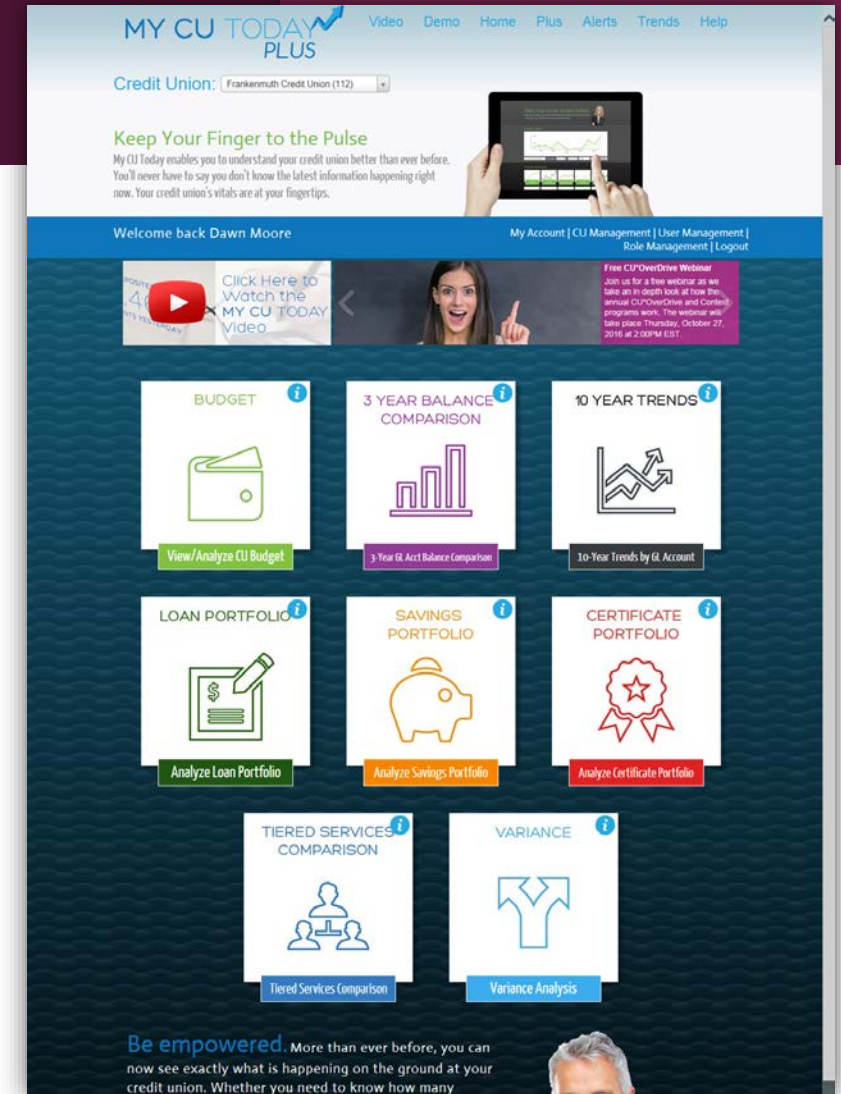 MY CU TODAY
PLUS
Video Demo Home Plus Alerts Trends Help
Credit Union: Frankenmuth Credit Union (112)
Keep Your Finger to the Pulse
My CU Today enables you to understand your credit union better than ever before.
You'll never have to say you don't know the latest information happening right
now. Your credit union's vitals are at your fingertips.
Welcome back Dawn Moore
My Account | CU Management | User Management |
Role Management | Logout
Click Here to
Watch the
MY CU TODAY
Video
Free CU*OverDrive Webinar
Join us for a free webinar as we
take an in depth look at how the
annual CU*OverDrive and Content
programs work. The webinar will
take place Thursday, October 27,
2016 at 2:00PM EST.
BUDGET
View/Analyze CU Budget
3 YEAR BALANCE
COMPARISON
3-Year GL Acct Balance Comparison
10 YEAR TRENDS
10-Year Trends by GL Account
LOAN PORTFOLIO
$
Analyze Loan Portfolio
SAVINGS
PORTFOLIO
Analyze Savings Portfolio
CERTIFICATE
PORTFOLIO
Analyze Certificate Portfolio
TIERED SERVICES
COMPARISON
Tiered Services Comparison
VARIANCE
Variance Analysis
Be empowered. More than ever before, you can
now see exactly what is happening on the ground at your
credit union. Whether you need to know how many